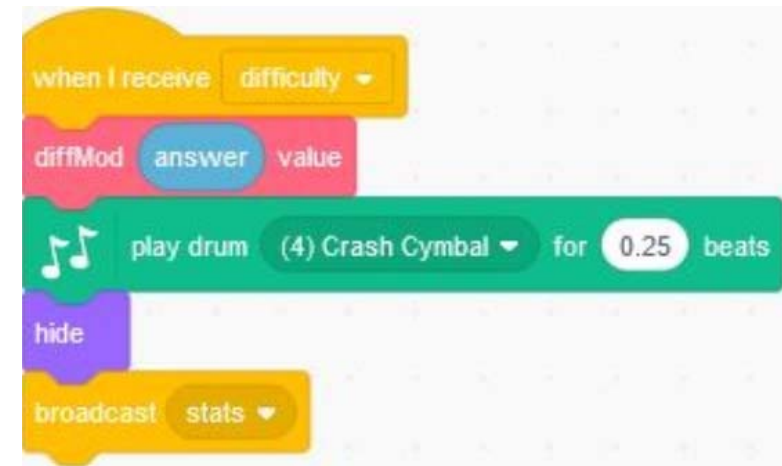 when I receive difficulty
diffMod answer value
play drum (4) Crash Cymbal for 0.25 beats
hide
broadcast stats